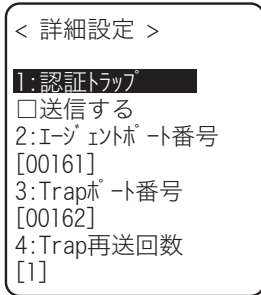 < 詳細設定 >
1:認証ﾄﾗｯﾌﾟ
□送信する
2:ｴｰｼﾞｪﾝﾄﾎﾟｰﾄ番号
[00161]
3:Trapﾎﾟｰﾄ番号
[00162]
4:Trap再送回数
[1]